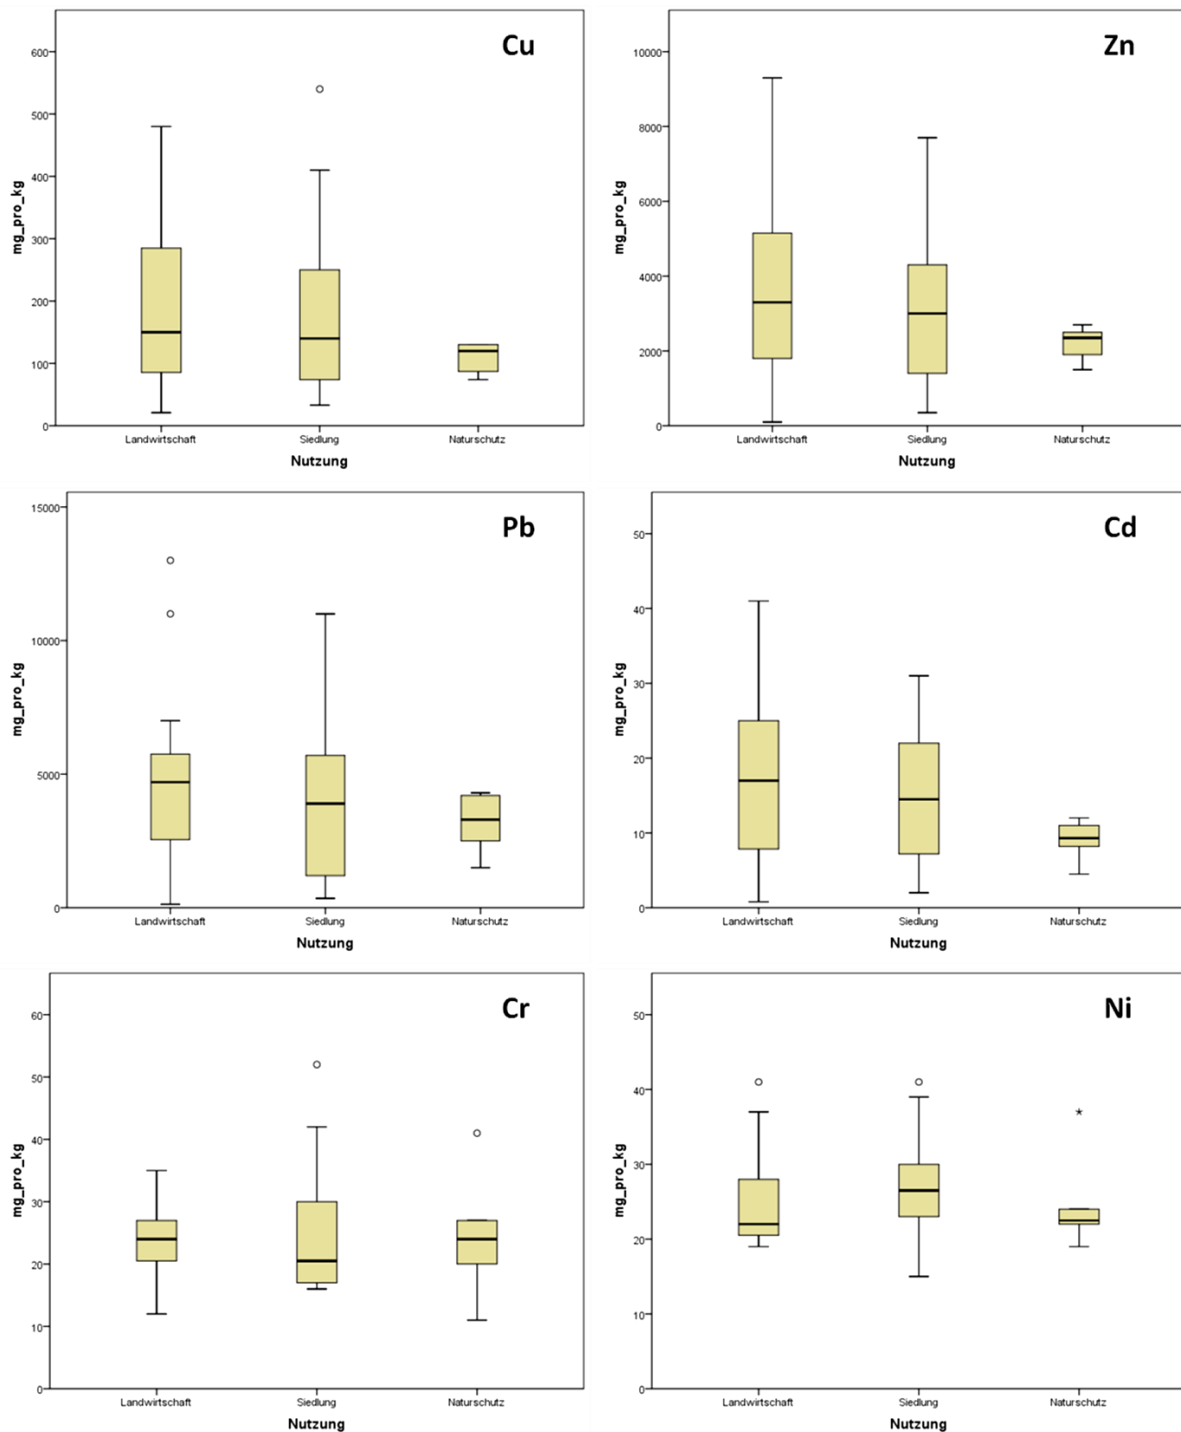 Cu
600
500
400
300
200
100
0
mg_pro_kg
Landwirtschaft Siedlung Naturschutz
Nutzung
Zn
10000
8000
6000
4000
2000
0
mg_pro_kg
Landwirtschaft Siedlung Naturschutz
Nutzung
Pb
15000
10000
5000
0
mg_pro_kg
Landwirtschaft Siedlung Naturschutz
Nutzung
Cd
50
40
30
20
10
0
mg_pro_kg
Landwirtschaft Siedlung Naturschutz
Nutzung
Cr
60
50
40
30
20
10
0
mg_pro_kg
Landwirtschaft Siedlung Naturschutz
Nutzung
Ni
50
40
30
20
10
0
mg_pro_kg
Landwirtschaft Siedlung Naturschutz
Nutzung